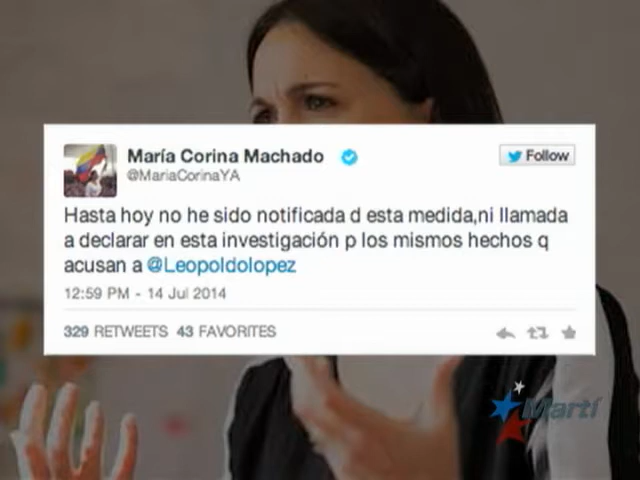 María Corina Machado
@MariaCorinaYA
Follow
Hasta hoy no he sido notificada d esta medida,ni llamada
a declarar en esta investigación p los mismos hechos q
acusan a @Leopoldolopez
12:59 PM - 14 Jul 2014
329 RETWEETS 43 FAVORITES
Martí